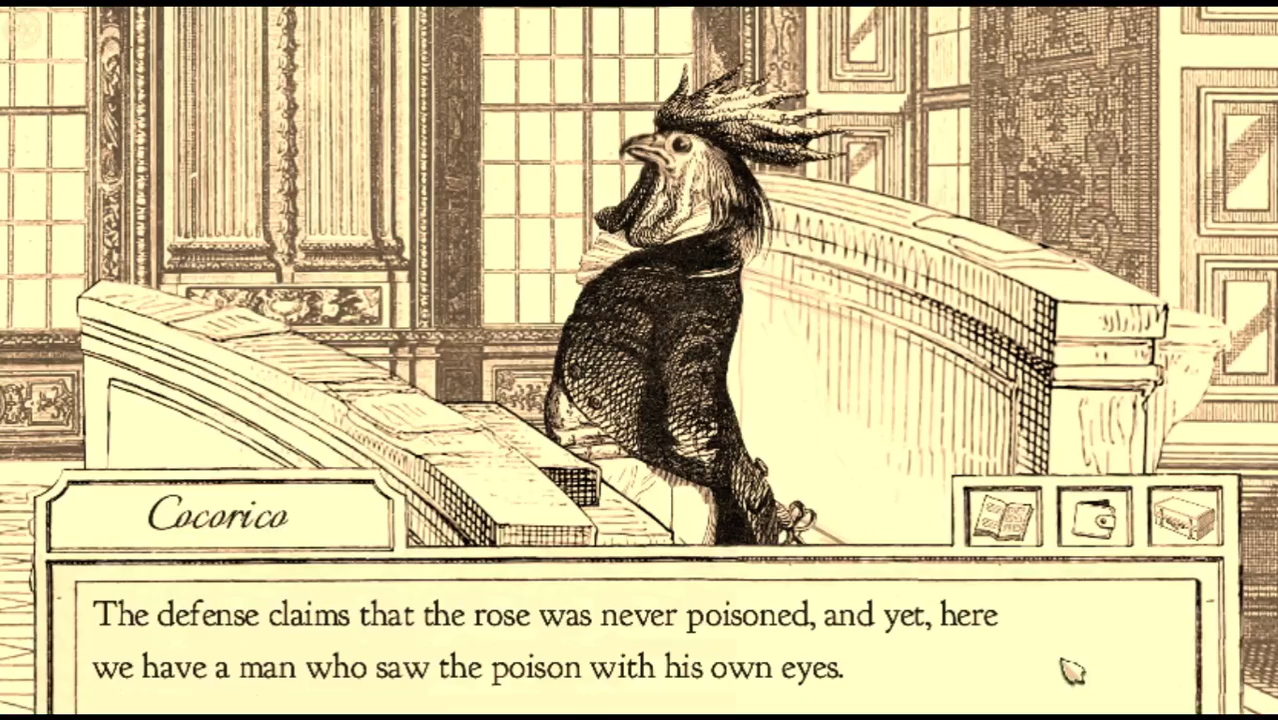 Cocorico
The defense claims that the rose was never poisoned, and yet, here
we have a man who saw the poison with his own eyes.